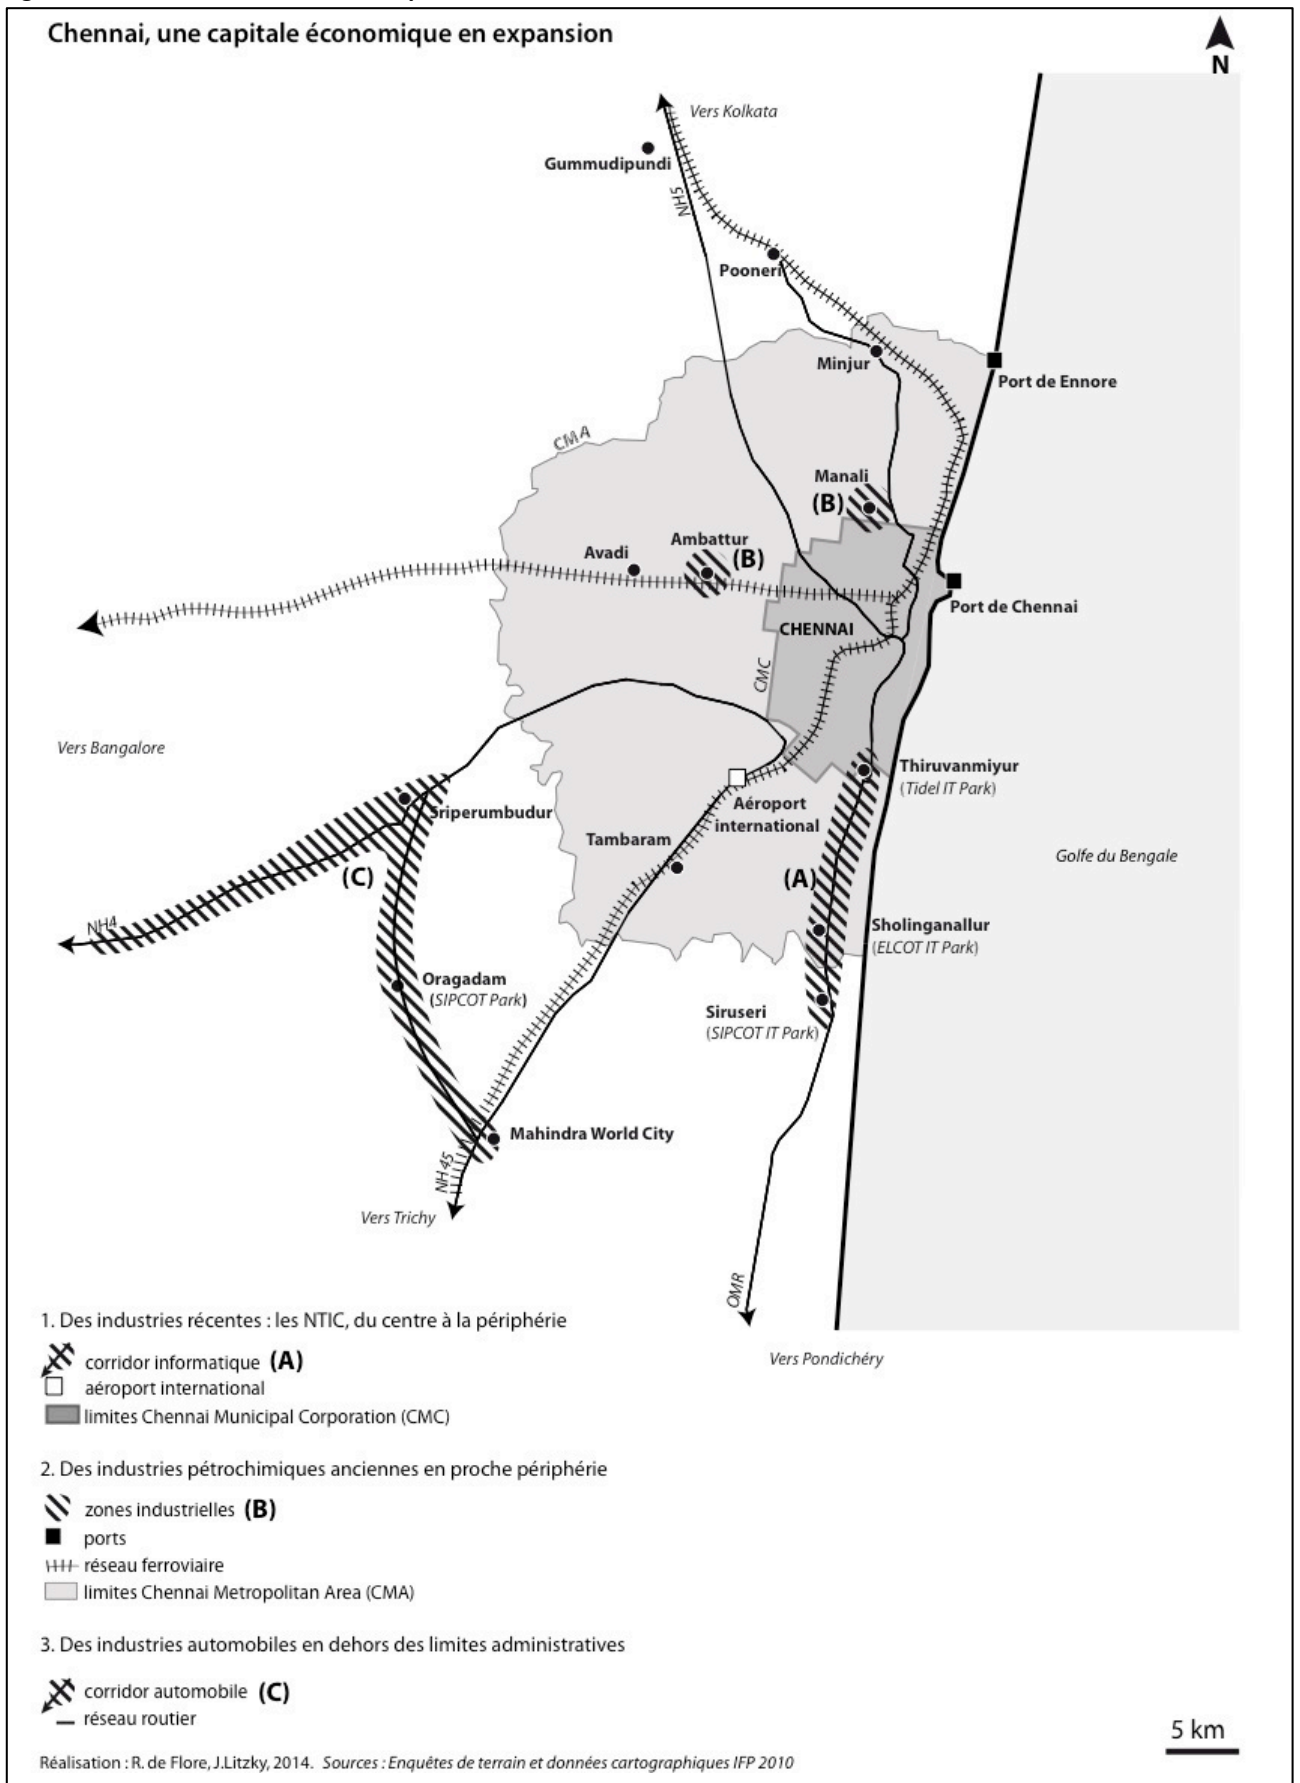 Chennai, une capitale économique en expansion
N
Vers Kolkata
Gummudipundi
NH5
Pooneri
Minjur
Port de Ennore
CMA
Manali
(B)
Ambattur
(B)
Avadi
Port de Chennai
CHENNAI
CMC
Vers Bangalore
Thiruvanmiyur
(Tidel IT Park)
Aéroport
international
Sriperumbudur
Tambaram
Golfe du Bengale
(C)
(A)
NH4
Sholinganallur
(ELCOT IT Park)
Oragadam
(SIPCOT Park)
Siruseri
(SIPCOT IT Park)
Mahindra World City
NH45
Vers Trichy
OMR
Vers Pondichéry
1. Des industries récentes : les NTIC, du centre à la périphérie
corridor informatique (A)
aéroport international
limites Chennai Municipal Corporation (CMC)
2. Des industries pétrochimiques anciennes en proche périphérie
zones industrielles (B)
ports
réseau ferroviaire
limites Chennai Metropolitan Area (CMA)
3. Des industries automobiles en dehors des limites administratives
corridor automobile (C)
réseau routier
5 km
Réalisation : R. de Flore, J.Litzky, 2014. Sources : Enquêtes de terrain et données cartographiques IFP 2010